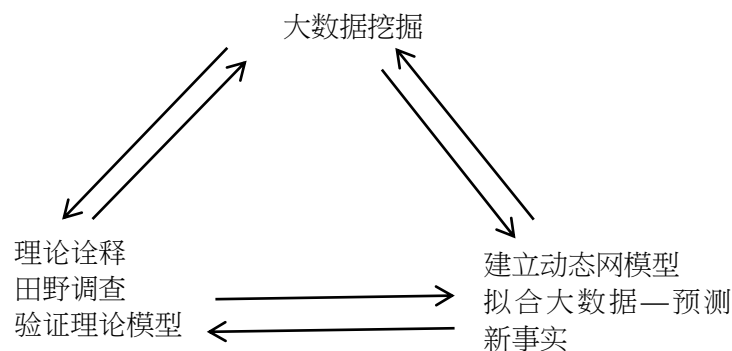 大数据挖掘
理论诠释
田野调查
验证理论模型
建立动态网模型
拟合大数据—预测
新事实